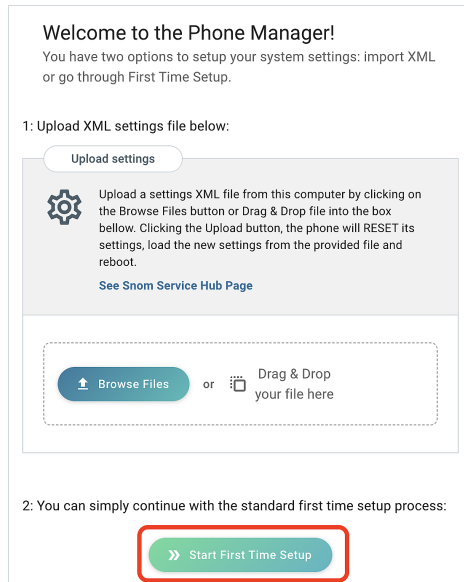 Welcome to the Phone Manager!
You have two options to setup your system settings: import XML
or go through First Time Setup.
1: Upload XML settings file below:
Upload settings
Upload a settings XML file from this computer by clicking on
the Browse Files button or Drag & Drop file into the box
bellow. Clicking the Upload button, the phone will RESET its
settings, load the new settings from the provided file and
reboot.
See Snom Service Hub Page
Browse Files or Drag & Drop
your file here
2: You can simply continue with the standard first time setup process:
Start First Time Setup